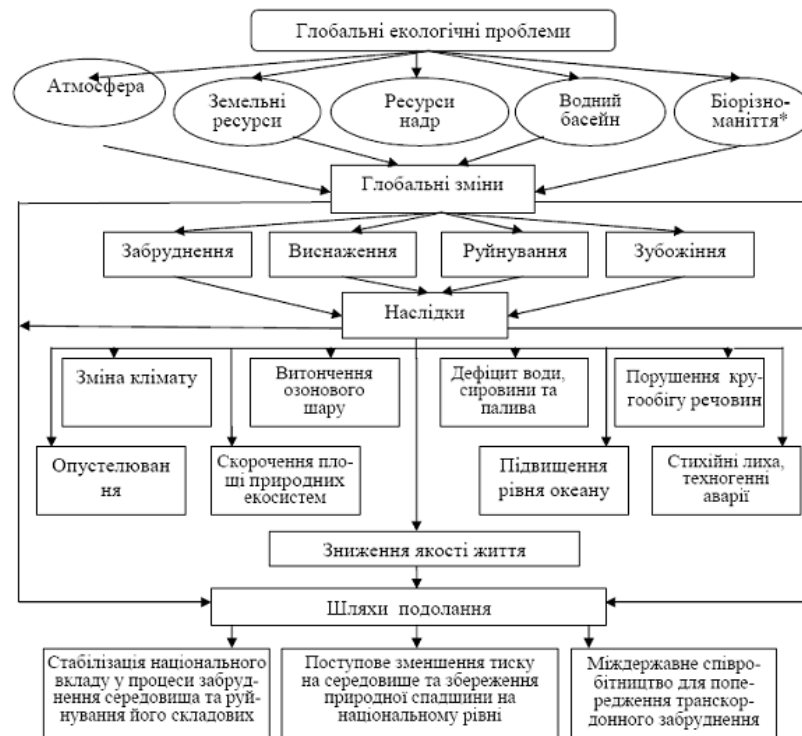 Глобальні екологічні проблеми
Атмосфера
Земельні
ресурси
Ресурси
надр
Водний
басейн
Біорізно-
маніття*
Глобальні зміни
Забруднення
Виснаження
Руйнування
Зубожіння
Наслідки
Зміна клімату
Витончення
озонового
шару
Дефіцит води,
сировини та
палива
Порушення кру-
гообігу речовин
Опустелюван
ня
Скорочення пло-
щі природних
екосистем
Підвищення
рівня океану
Стихійні лиха,
техногенні
аварії
Зниження якості життя
Шляхи подолання
Стабілізація національного
вкладу у процеси забруд-
нення середовища та руй-
нування його складових
Поступове зменшення тиску
на середовище та збереження
природної спадщини на
національному рівні
Міждержавне співро-
бітництво для попе-
редження транскор-
донного забруднення